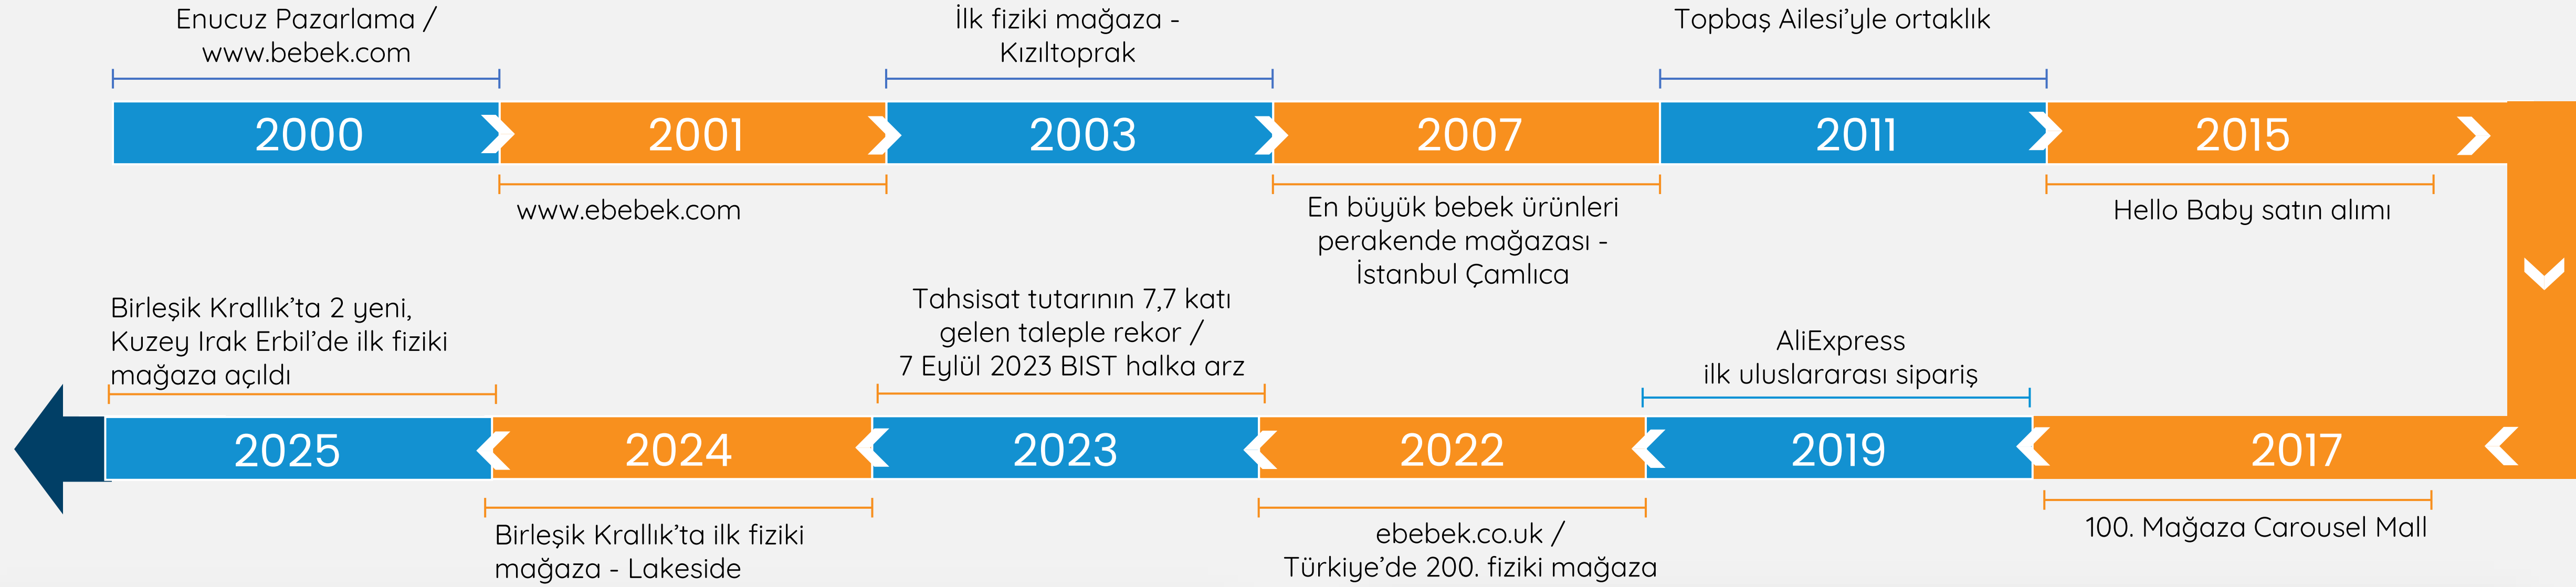 Enucuz Pazarlama /
www.bebek.com
2000
2001
www.ebebek.com
İlk fiziki mağaza -
Kızıltoprak
2003
2007
En büyük bebek ürünleri
perakende mağazası -
İstanbul Çamlıca
Topbaş Ailesi’yle ortaklık
2011
2015
Hello Baby satın alımı
2017
100. Mağaza Carousel Mall
AliExpress
ilk uluslararası sipariş
2019
2022
ebebek.co.uk /
Türkiye’de 200. fiziki mağaza
Tahsisat tutarının 7,7 katı
gelen taleple rekor /
7 Eylül 2023 BIST halka arz
2023
2024
Birleşik Krallık’ta ilk fiziki
mağaza - Lakeside
Birleşik Krallık’ta 2 yeni,
Kuzey Irak Erbil’de ilk fiziki
mağaza açıldı
2025